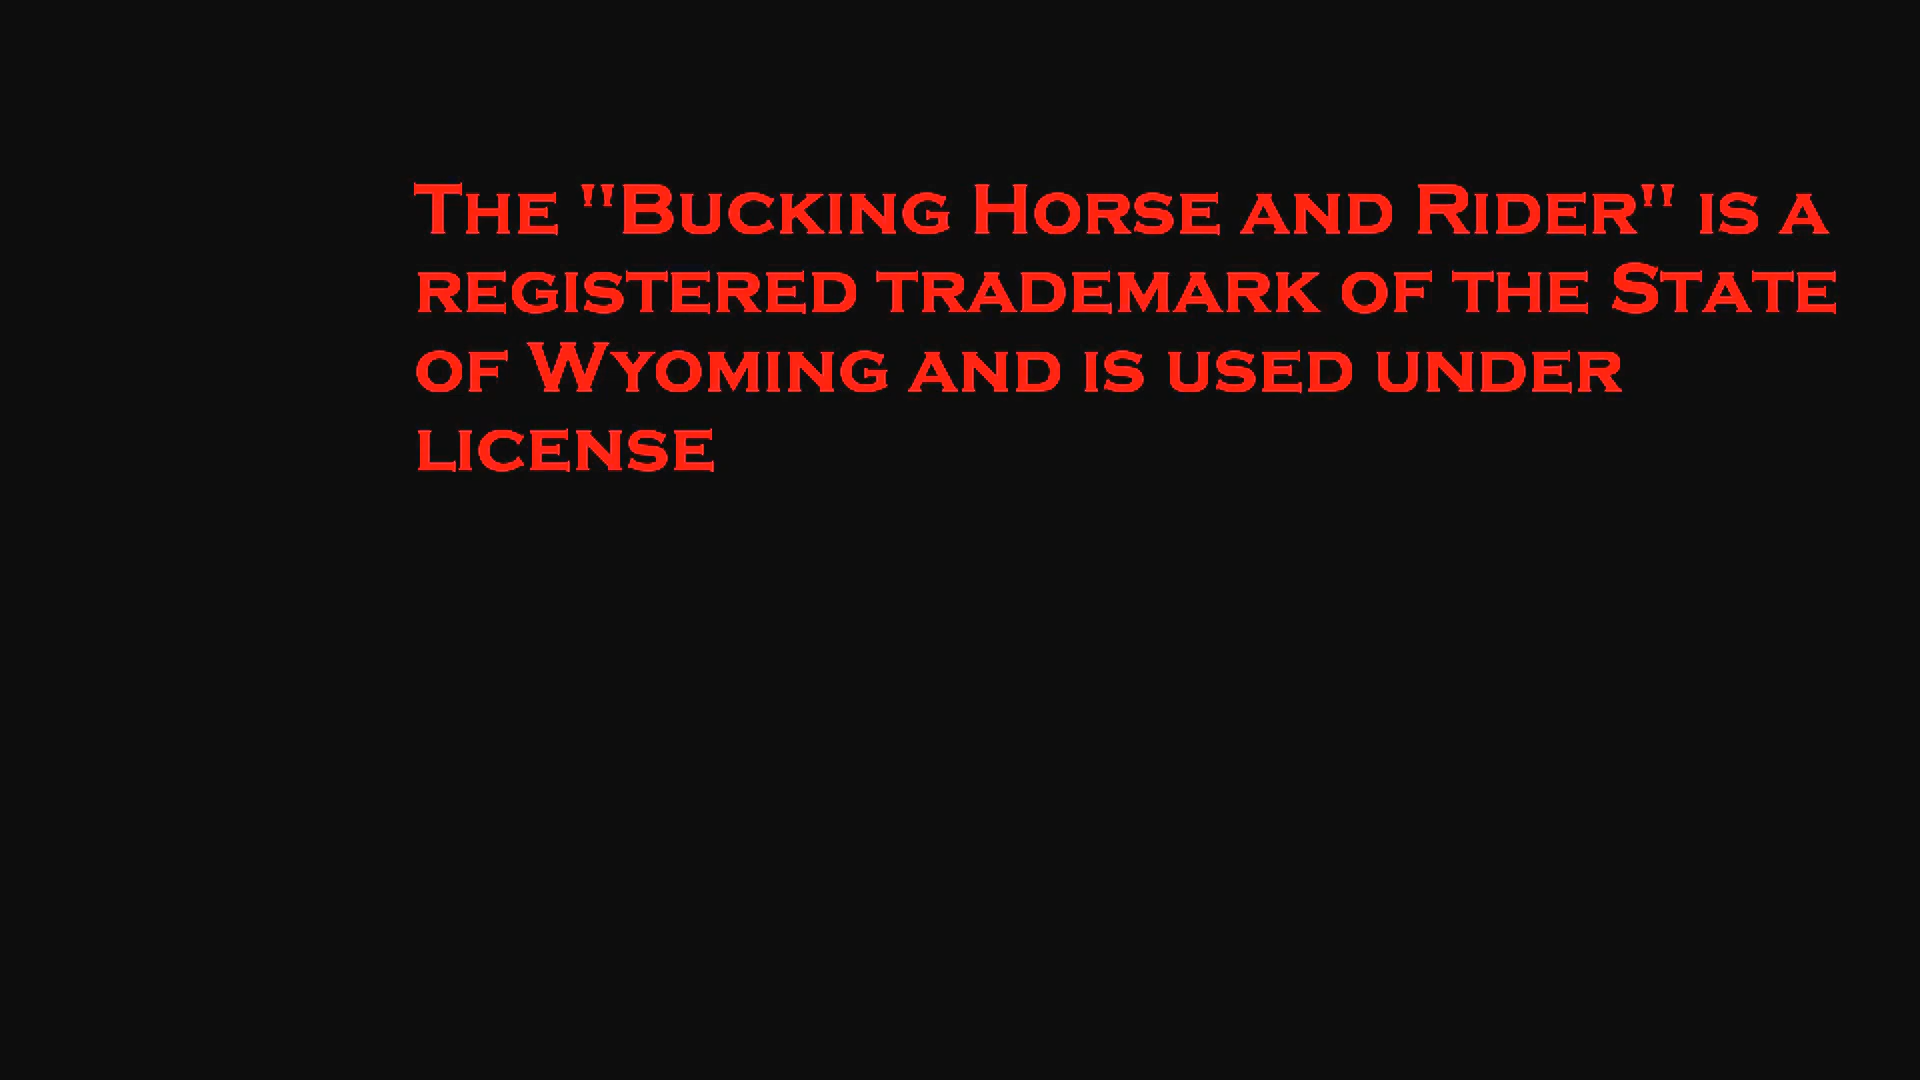 The "Bucking Horse and Rider" is a
registered trademark of the State
of Wyoming and is used under
license